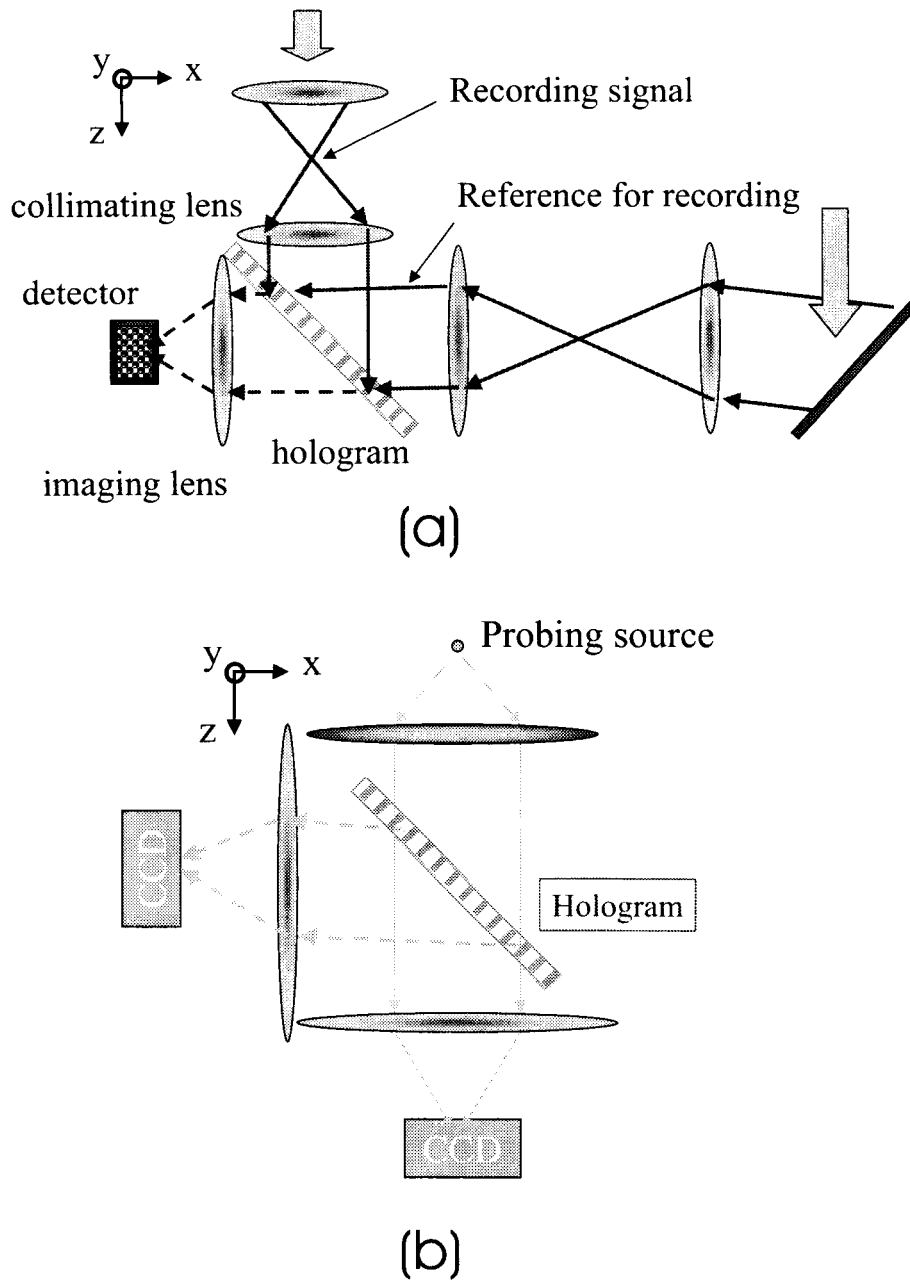 y
x
z
Recording signal
collimating lens
Reference for recording
detector
hologram
imaging lens
(a)
Probing source
y
x
z
CCD
Hologram
CCD
(b)